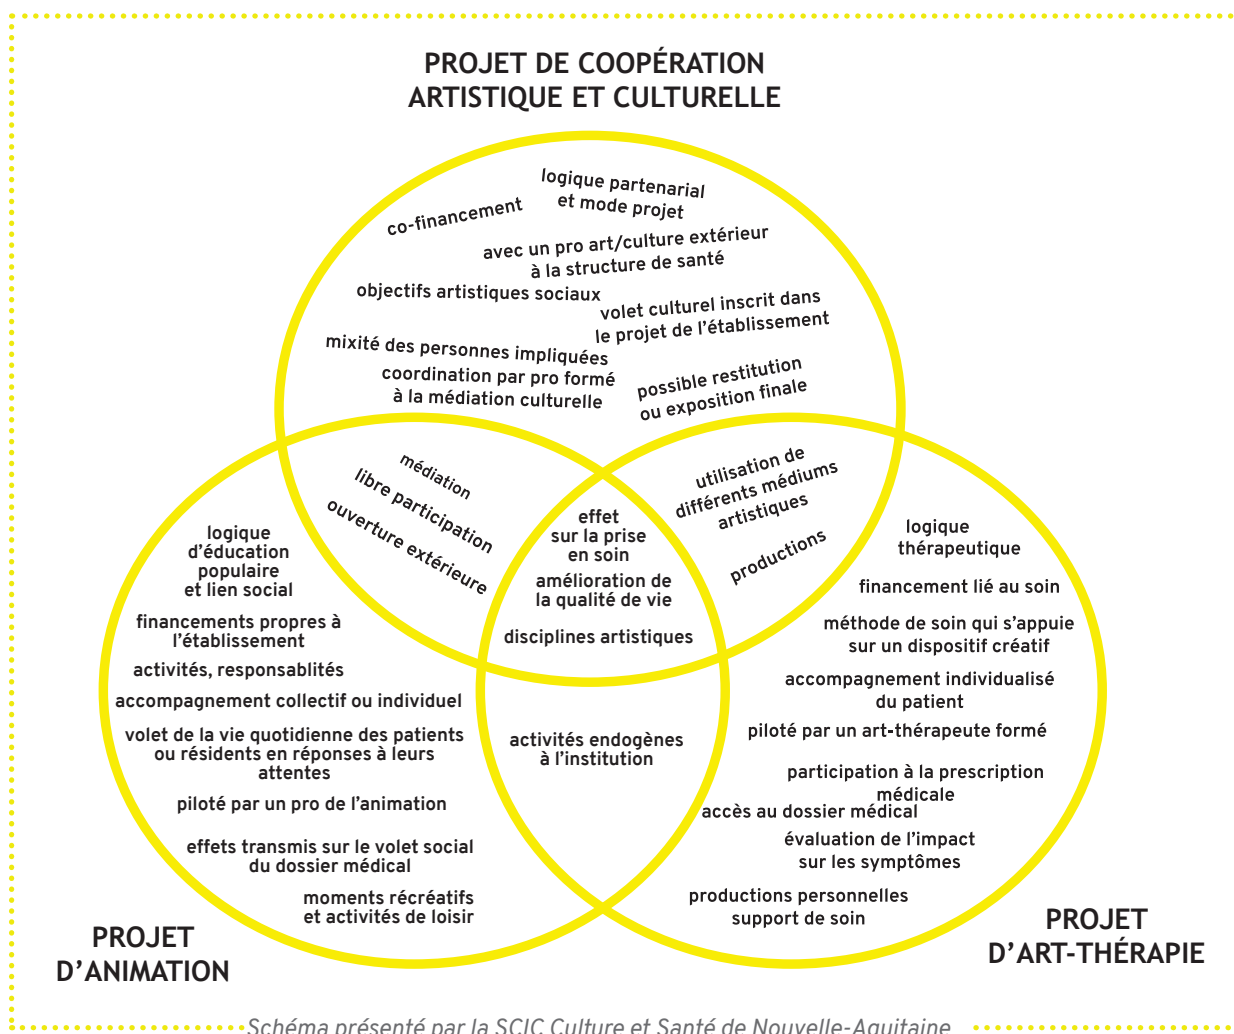 PROJET DE COOPÉRATION
ARTISTIQUE ET CULTURELLE
logique partenarial
et mode projet
co-financement
avec un pro art/culture extérieur
à la structure de santé
objectifs artistiques sociaux
volet culturel inscrit dans
le projet de l'établissement
mixité des personnes impliquées
coordination par pro formé
à la médiation culturelle
possible restitution
ou exposition finale
médiation
libre participation
ouverture extérieure
utilisation de
différents médiums
artistiques
productions
effet
sur la prise
en soin
amélioration de
la qualité de vie
disciplines artistiques
logique
d'éducation
populaire
et lien social
financements propres à
l'établissement
activités, responsablités
accompagnement collectif ou individuel
volet de la vie quotidienne des patients
ou résidents en réponses à leurs
attentes
piloté par un pro de l'animation
effets transmis sur le volet social
du dossier médical
moments récréatifs
et activités de loisir
activités endogènes
à l'institution
logique
thérapeutique
financement lié au soin
méthode de soin qui s'appuie
sur un dispositif créatif
accompagnement individualisé
du patient
piloté par un art-thérapeute formé
participation à la prescription
médicale
accès au dossier médical
évaluation de l'impact
sur les symptômes
productions personnelles
support de soin
PROJET
D'ANIMATION
PROJET
D'ART-THÉRAPIE
Schéma présenté par la SCIC Culture et Santé de Nouvelle-Aquitaine